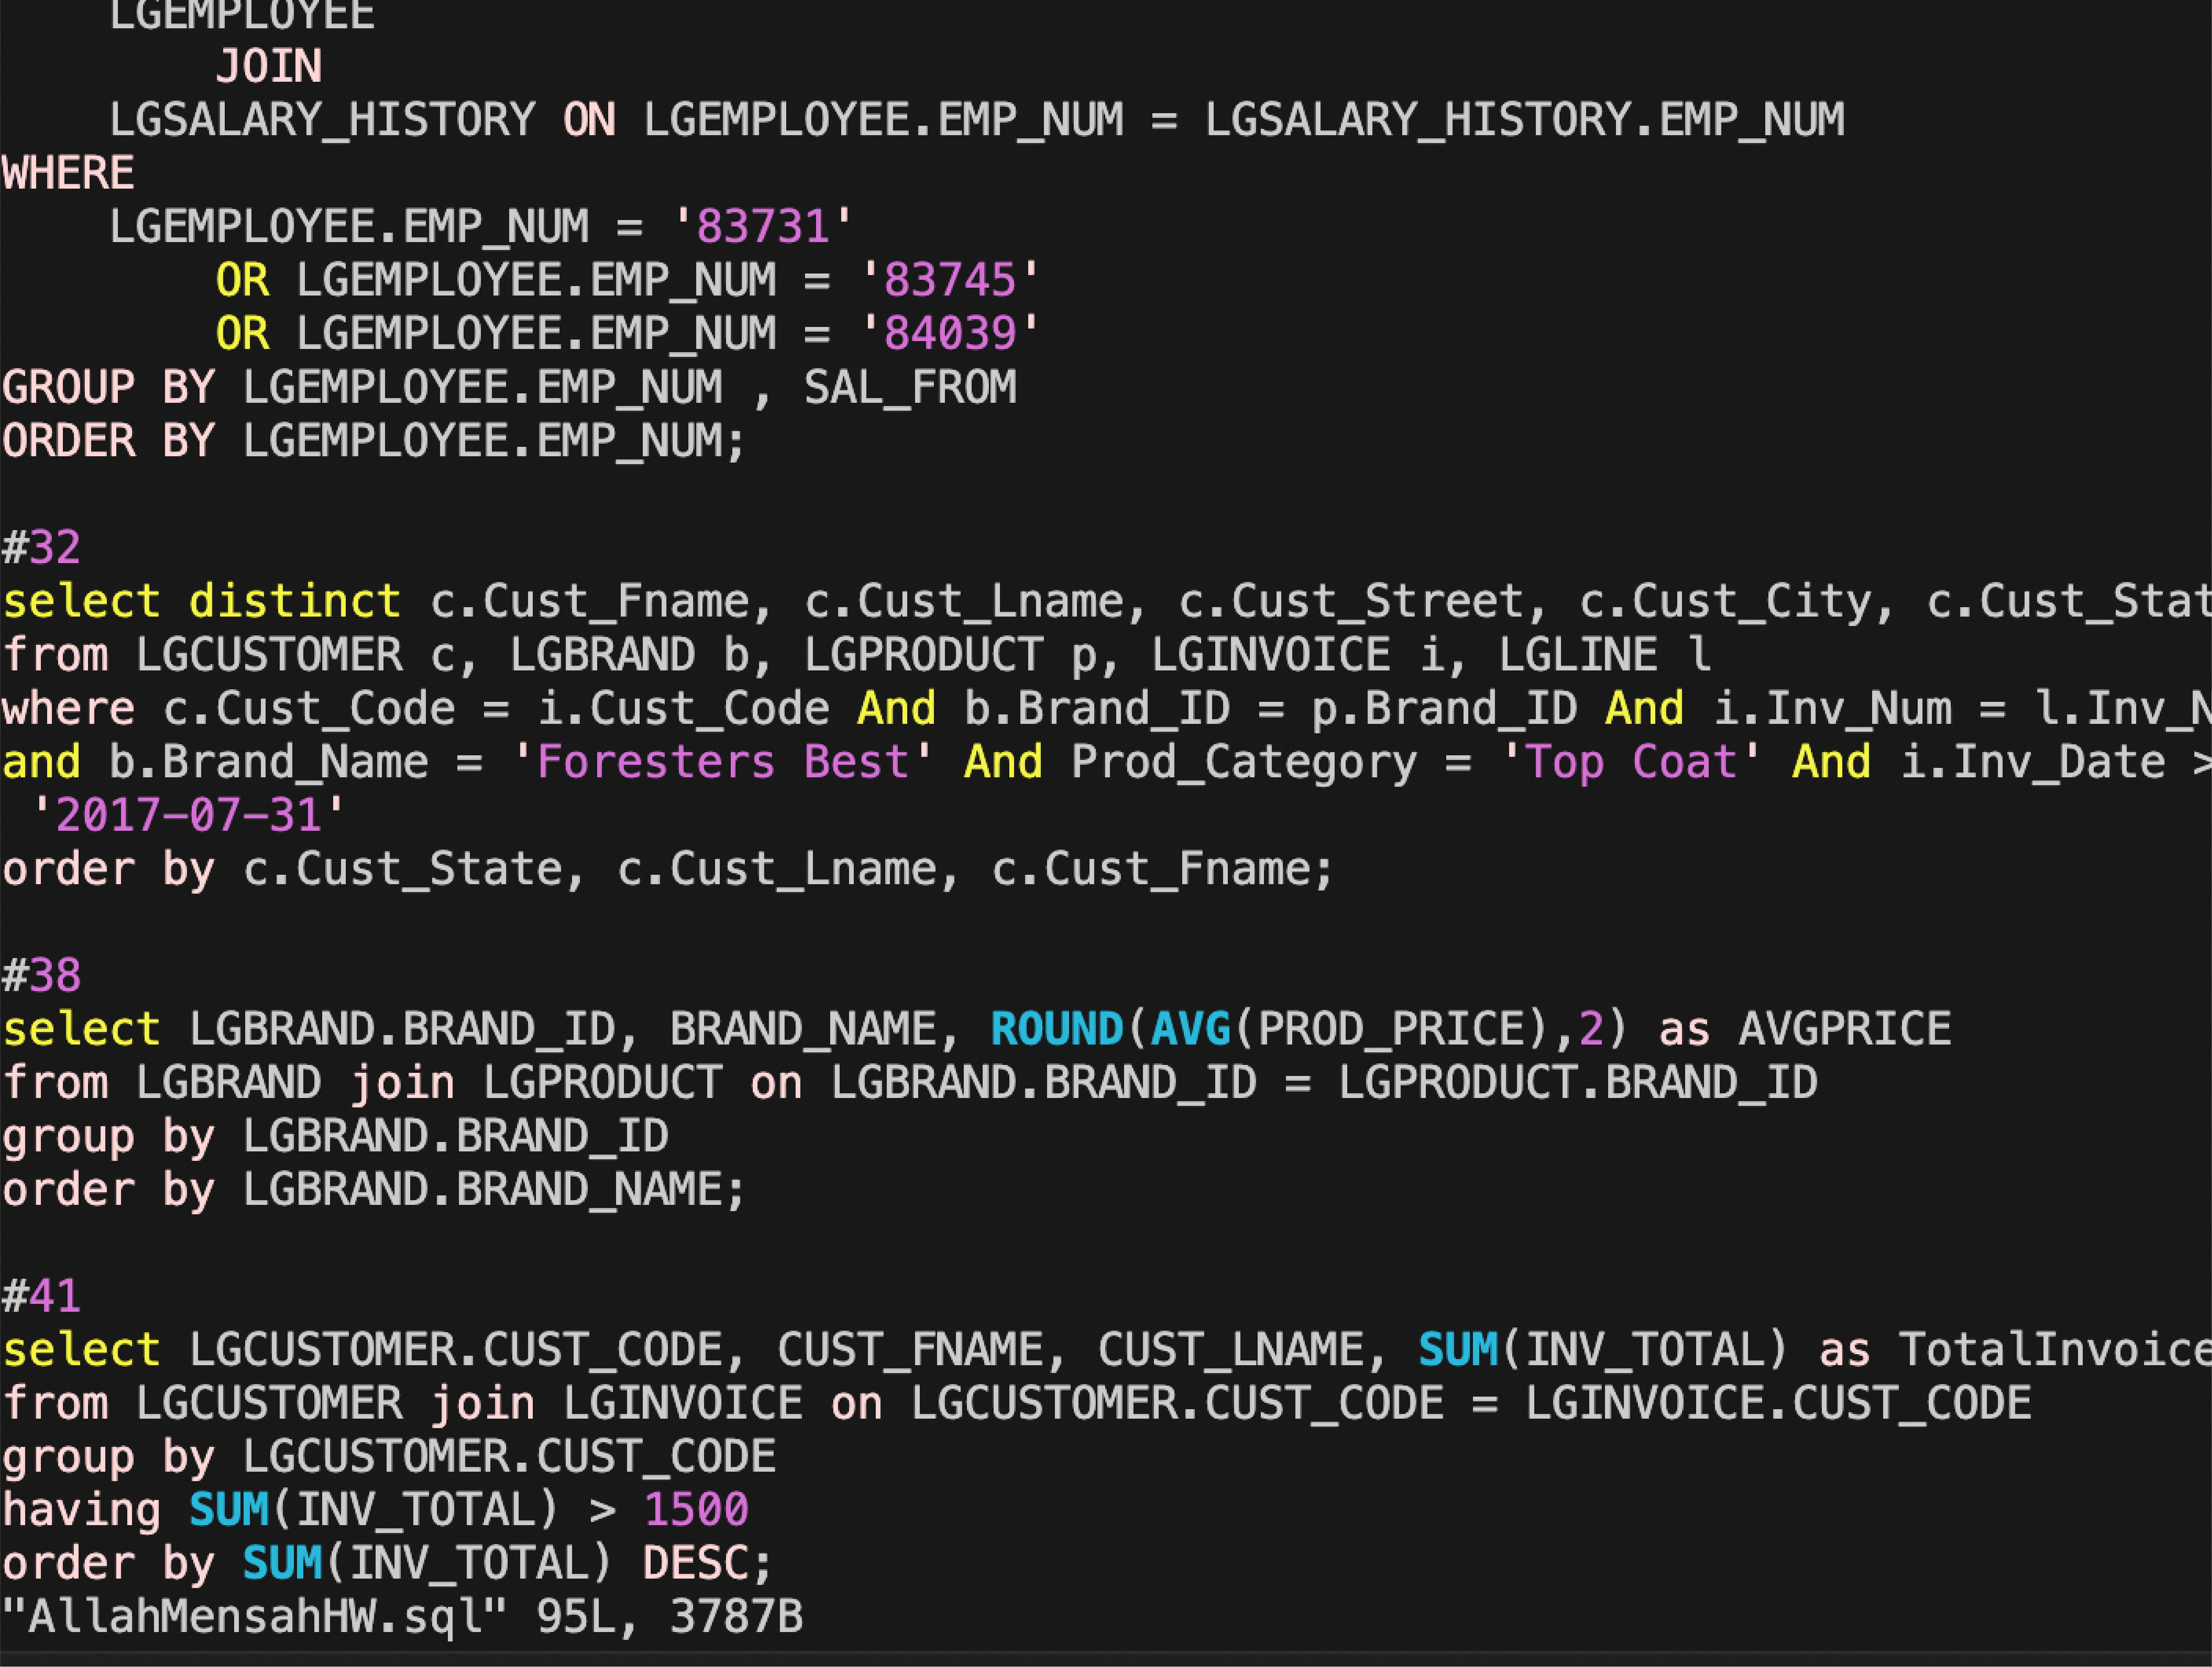 LGEMPLOYEE
JOIN
LGSALARY_HISTORY ON LGEMPLOYEE.EMP_NUM = LGSALARY_HISTORY.EMP_NUM
WHERE
LGEMPLOYEE.EMP_NUM = '83731'
OR LGEMPLOYEE.EMP_NUM = '83745'
OR LGEMPLOYEE.EMP_NUM = '84039'
GROUP BY LGEMPLOYEE.EMP_NUM , SAL_FROM
ORDER BY LGEMPLOYEE.EMP_NUM;
#32
select distinct c.Cust_Fname, c.Cust_Lname, c.Cust_Street, c.Cust_City, c.Cust_Stat
from LGCUSTOMER c, LGBRAND b, LGPRODUCT p, LGINVOICE i, LGLINE l
where c.Cust_Code = i.Cust_Code And b.Brand_ID = p.Brand_ID And i.Inv_Num = l.Inv_N
and b.Brand_Name = 'Foresters Best' And Prod_Category = 'Top Coat' And i.Inv_Date >
'2017-07-31'
order by c.Cust_State, c.Cust_Lname, c.Cust_Fname;
#38
select LGBRAND.BRAND_ID, BRAND_NAME, ROUND(AVG(PROD_PRICE),2) as AVGPRICE
from LGBRAND join LGPRODUCT on LGBRAND.BRAND_ID = LGPRODUCT.BRAND_ID
group by LGBRAND.BRAND_ID
order by LGBRAND.BRAND_NAME;
#41
select LGCUSTOMER.CUST_CODE, CUST_FNAME, CUST_LNAME, SUM(INV_TOTAL) as TotalInvoice
from LGCUSTOMER join LGINVOICE on LGCUSTOMER.CUST_CODE = LGINVOICE.CUST_CODE
group by LGCUSTOMER.CUST_CODE
having SUM(INV_TOTAL) > 1500
order by SUM(INV_TOTAL) DESC;
"AllahMensahHW.sql" 95L, 3787B